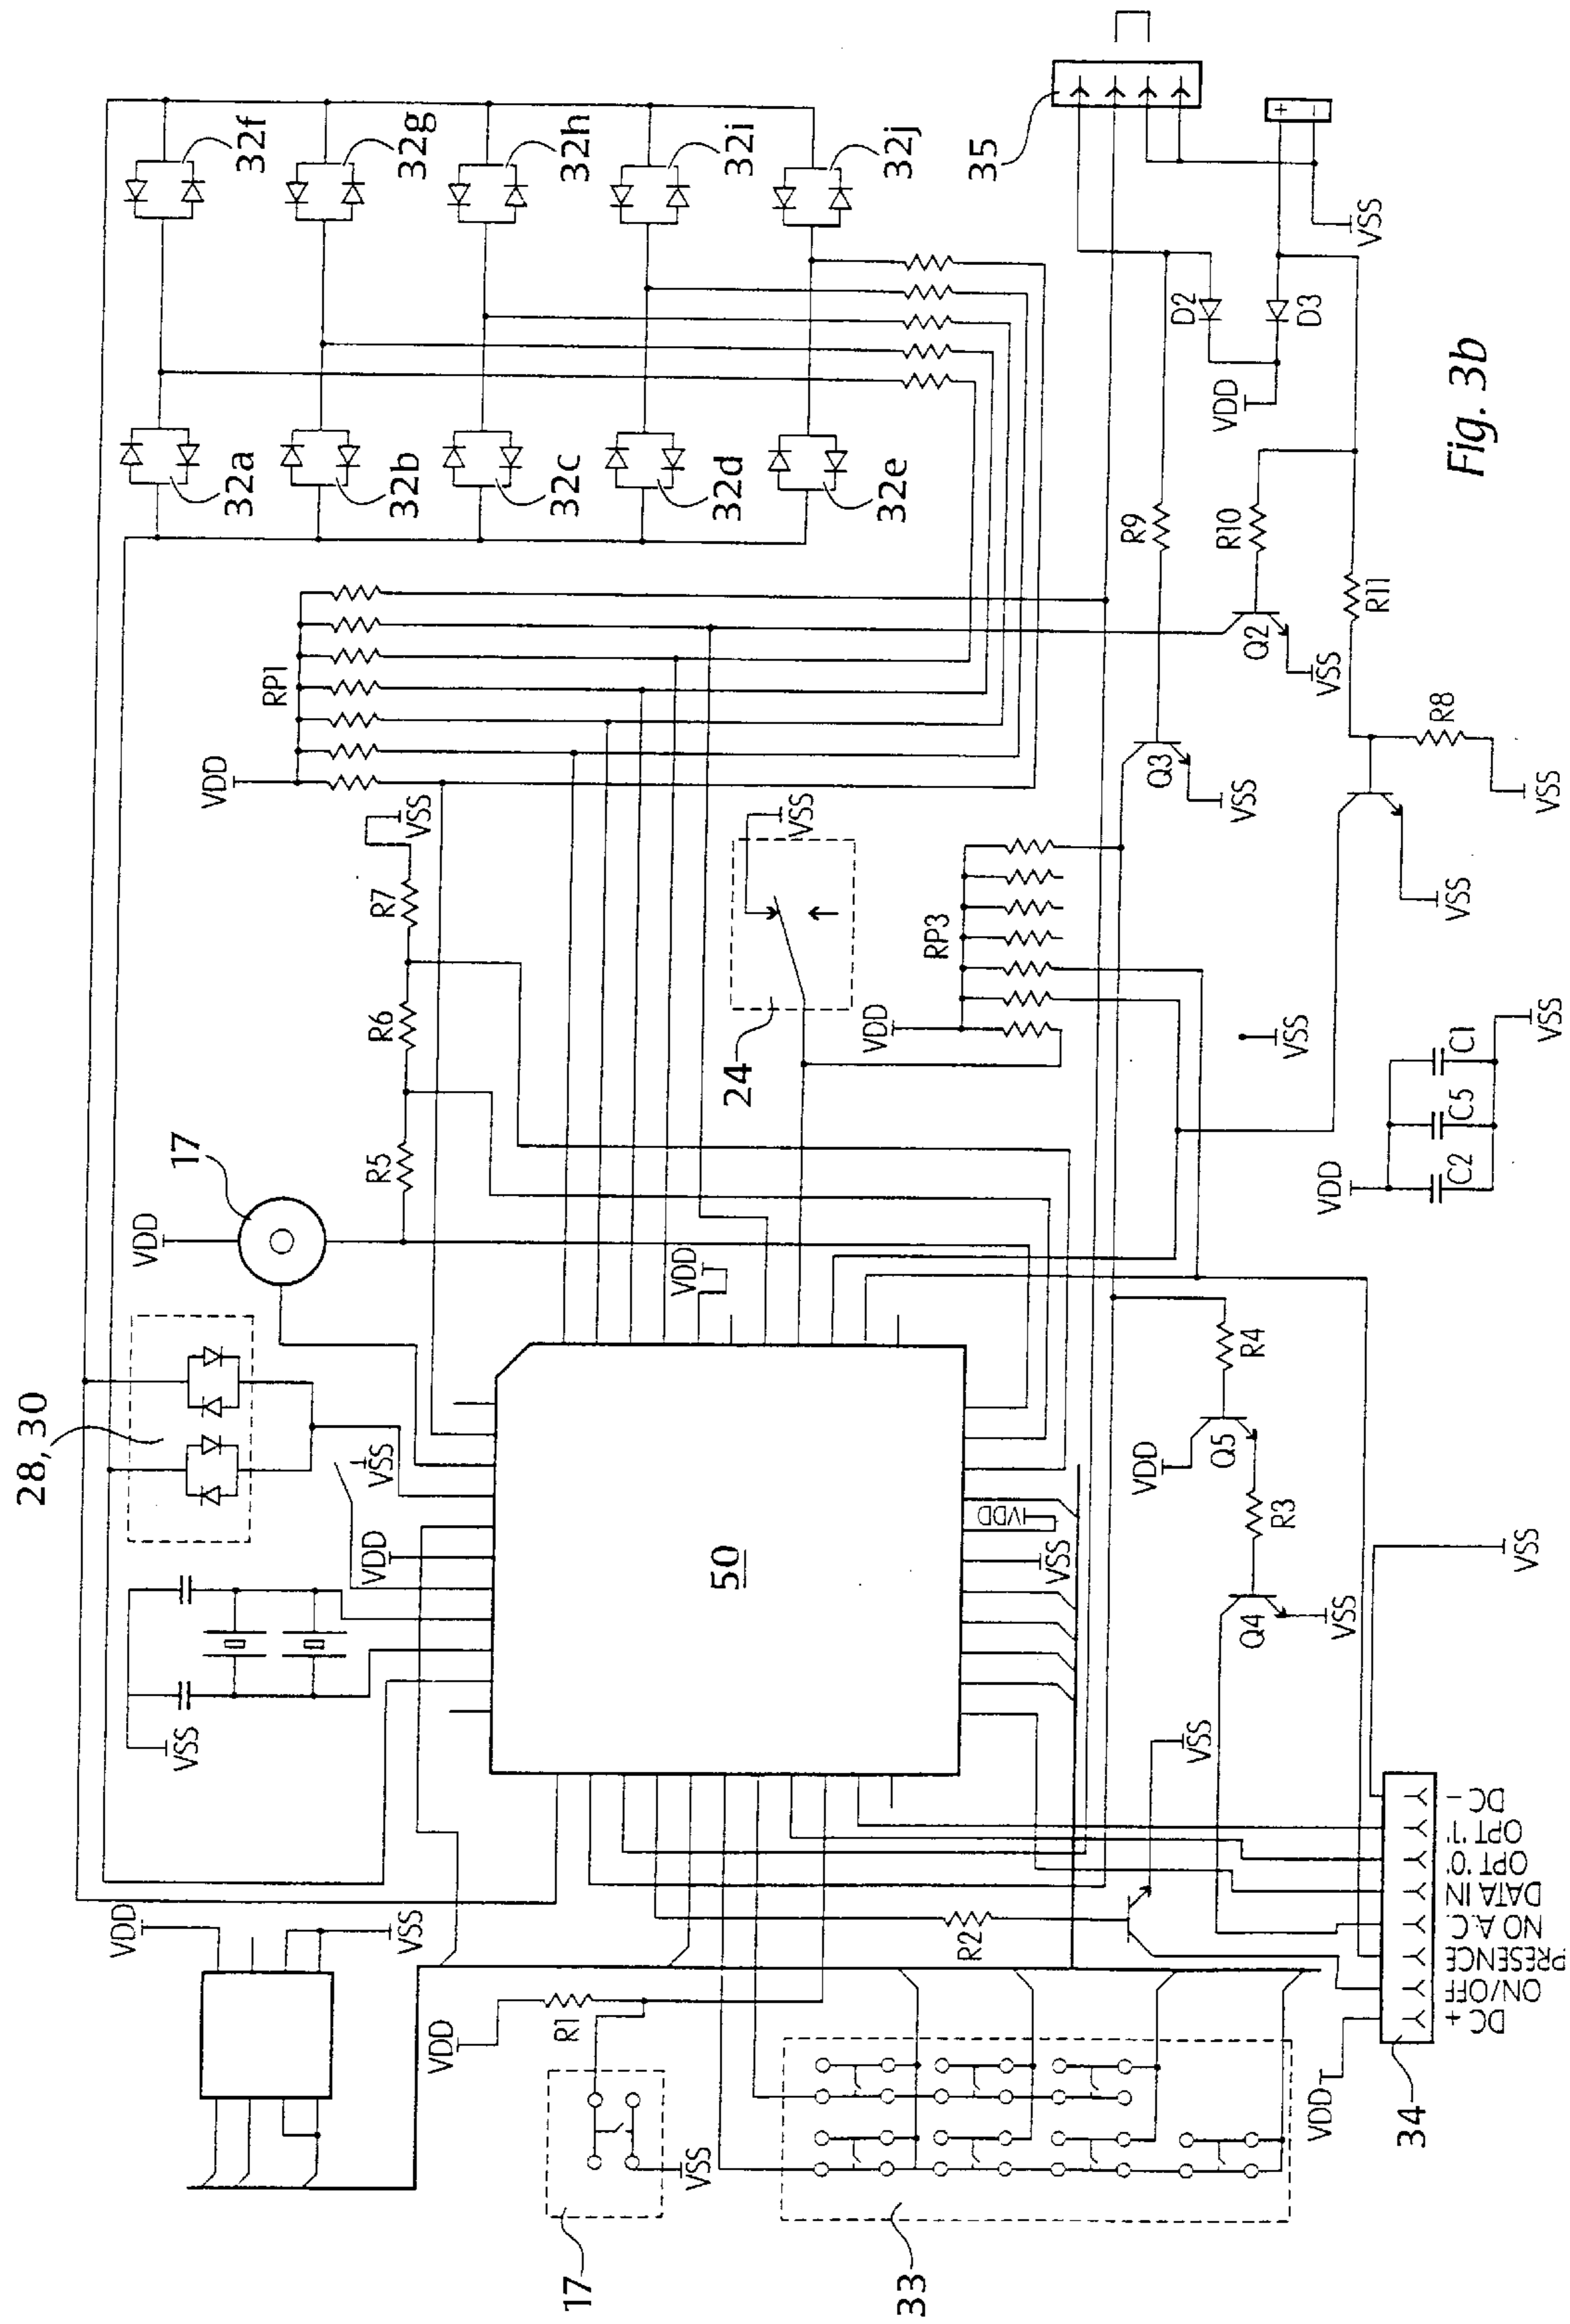 28, 30
17
VDD
VDD
VSS
VSS
VDD
VSS
VDD
VSS
R5
R6
R7
VSS
VDD
RP1
32a
32b
32c
32d
32e
32f
32g
32h
32i
32j
VDD
R1
17
VSS
50
VDD
VDD
VSS
24
VSS
VDD
RP3
33
R2
VSS
VDD
Q5
R4
R3
Q4
VSS
VSS
Q3
VSS
R9
Q2
VSS
R10
R11
R8
VSS
VSS
VDD
D2
D3
35
+
-
VSS
VDD
C2
C5
C1
VSS
VDD
34
DC +
ON/OFF
PRESENCE
NO A.C.
DATA IN
OPT '0'
OPT '1'
DC -
VSS
Fig. 3b